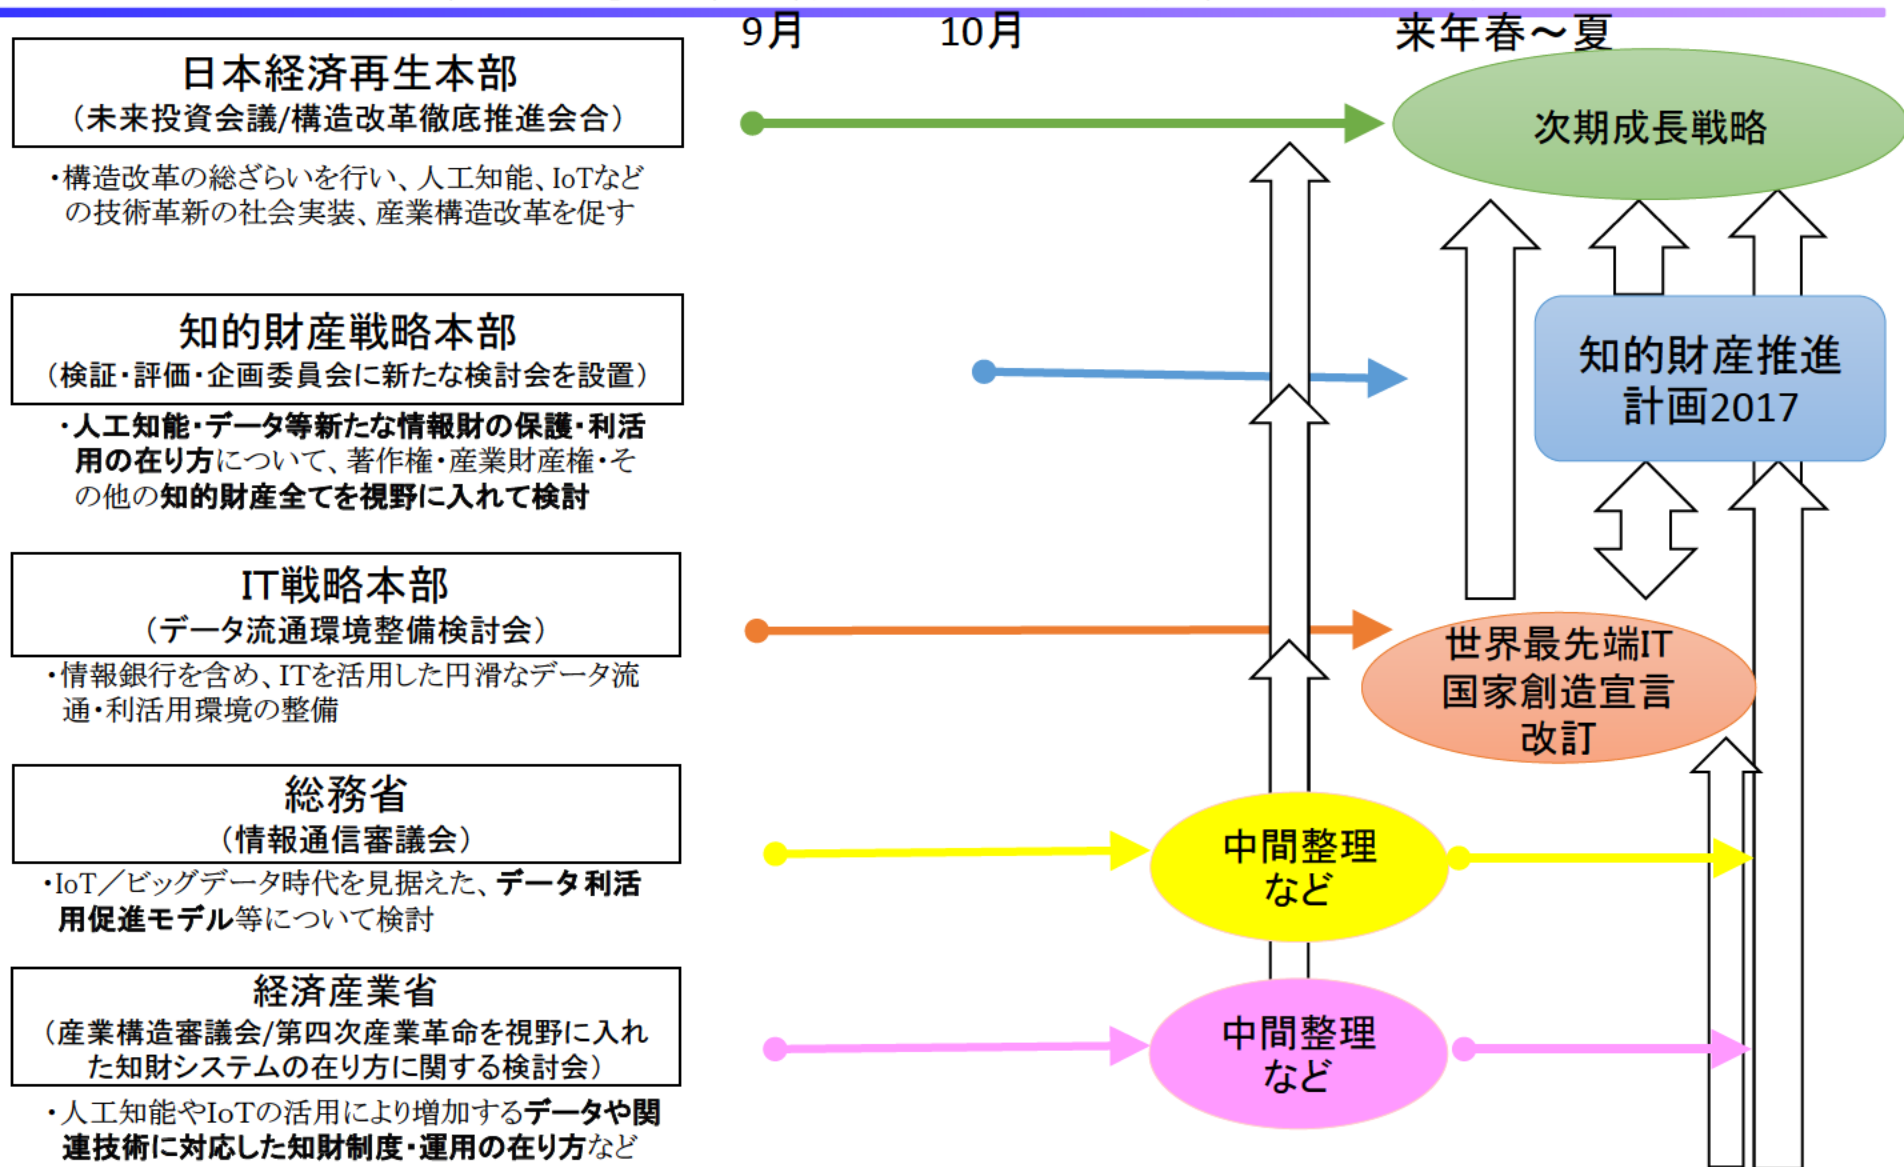 9月
10月
来年春～夏
日本経済再生本部
（未来投資会議/構造改革徹底推進会合）
・構造改革の総ざらいを行い、人工知能、IoTなど
の技術革新の社会実装、産業構造改革を促す
次期成長戦略
知的財産戦略本部
（検証・評価・企画委員会に新たな検討会を設置）
・人工知能・データ等新たな情報財の保護・利活
用の在り方について、著作権・産業財産権・そ
の他の知的財産全てを視野に入れて検討
知的財産推進
計画2017
IT戦略本部
（データ流通環境整備検討会）
・情報銀行を含め、ITを活用した円滑なデータ流
通・利活用環境の整備
世界最先端IT
国家創造宣言
改訂
総務省
（情報通信審議会）
・IoT／ビッグデータ時代を見据えた、データ利活
用促進モデル等について検討
中間整理
など
経済産業省
（産業構造審議会/第四次産業革命を視野に入れ
た知財システムの在り方に関する検討会）
・人工知能やIoTの活用により増加するデータや関
連技術に対応した知財制度・運用の在り方など
中間整理
など